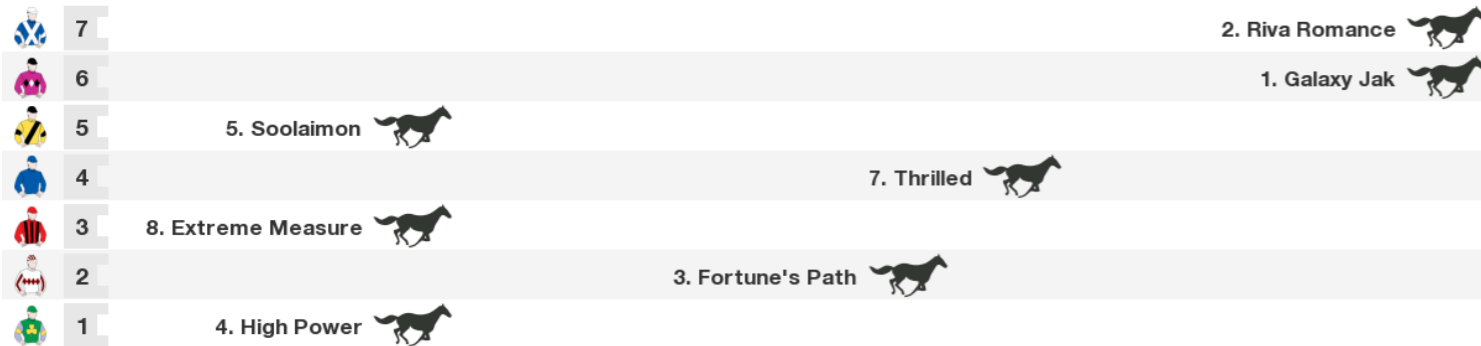 7 2. Riva Romance
6 1. Galaxy Jak
5 5. Soolaimon
4 7. Thrilled
3 8. Extreme Measure
2 3. Fortune's Path
1 4. High Power